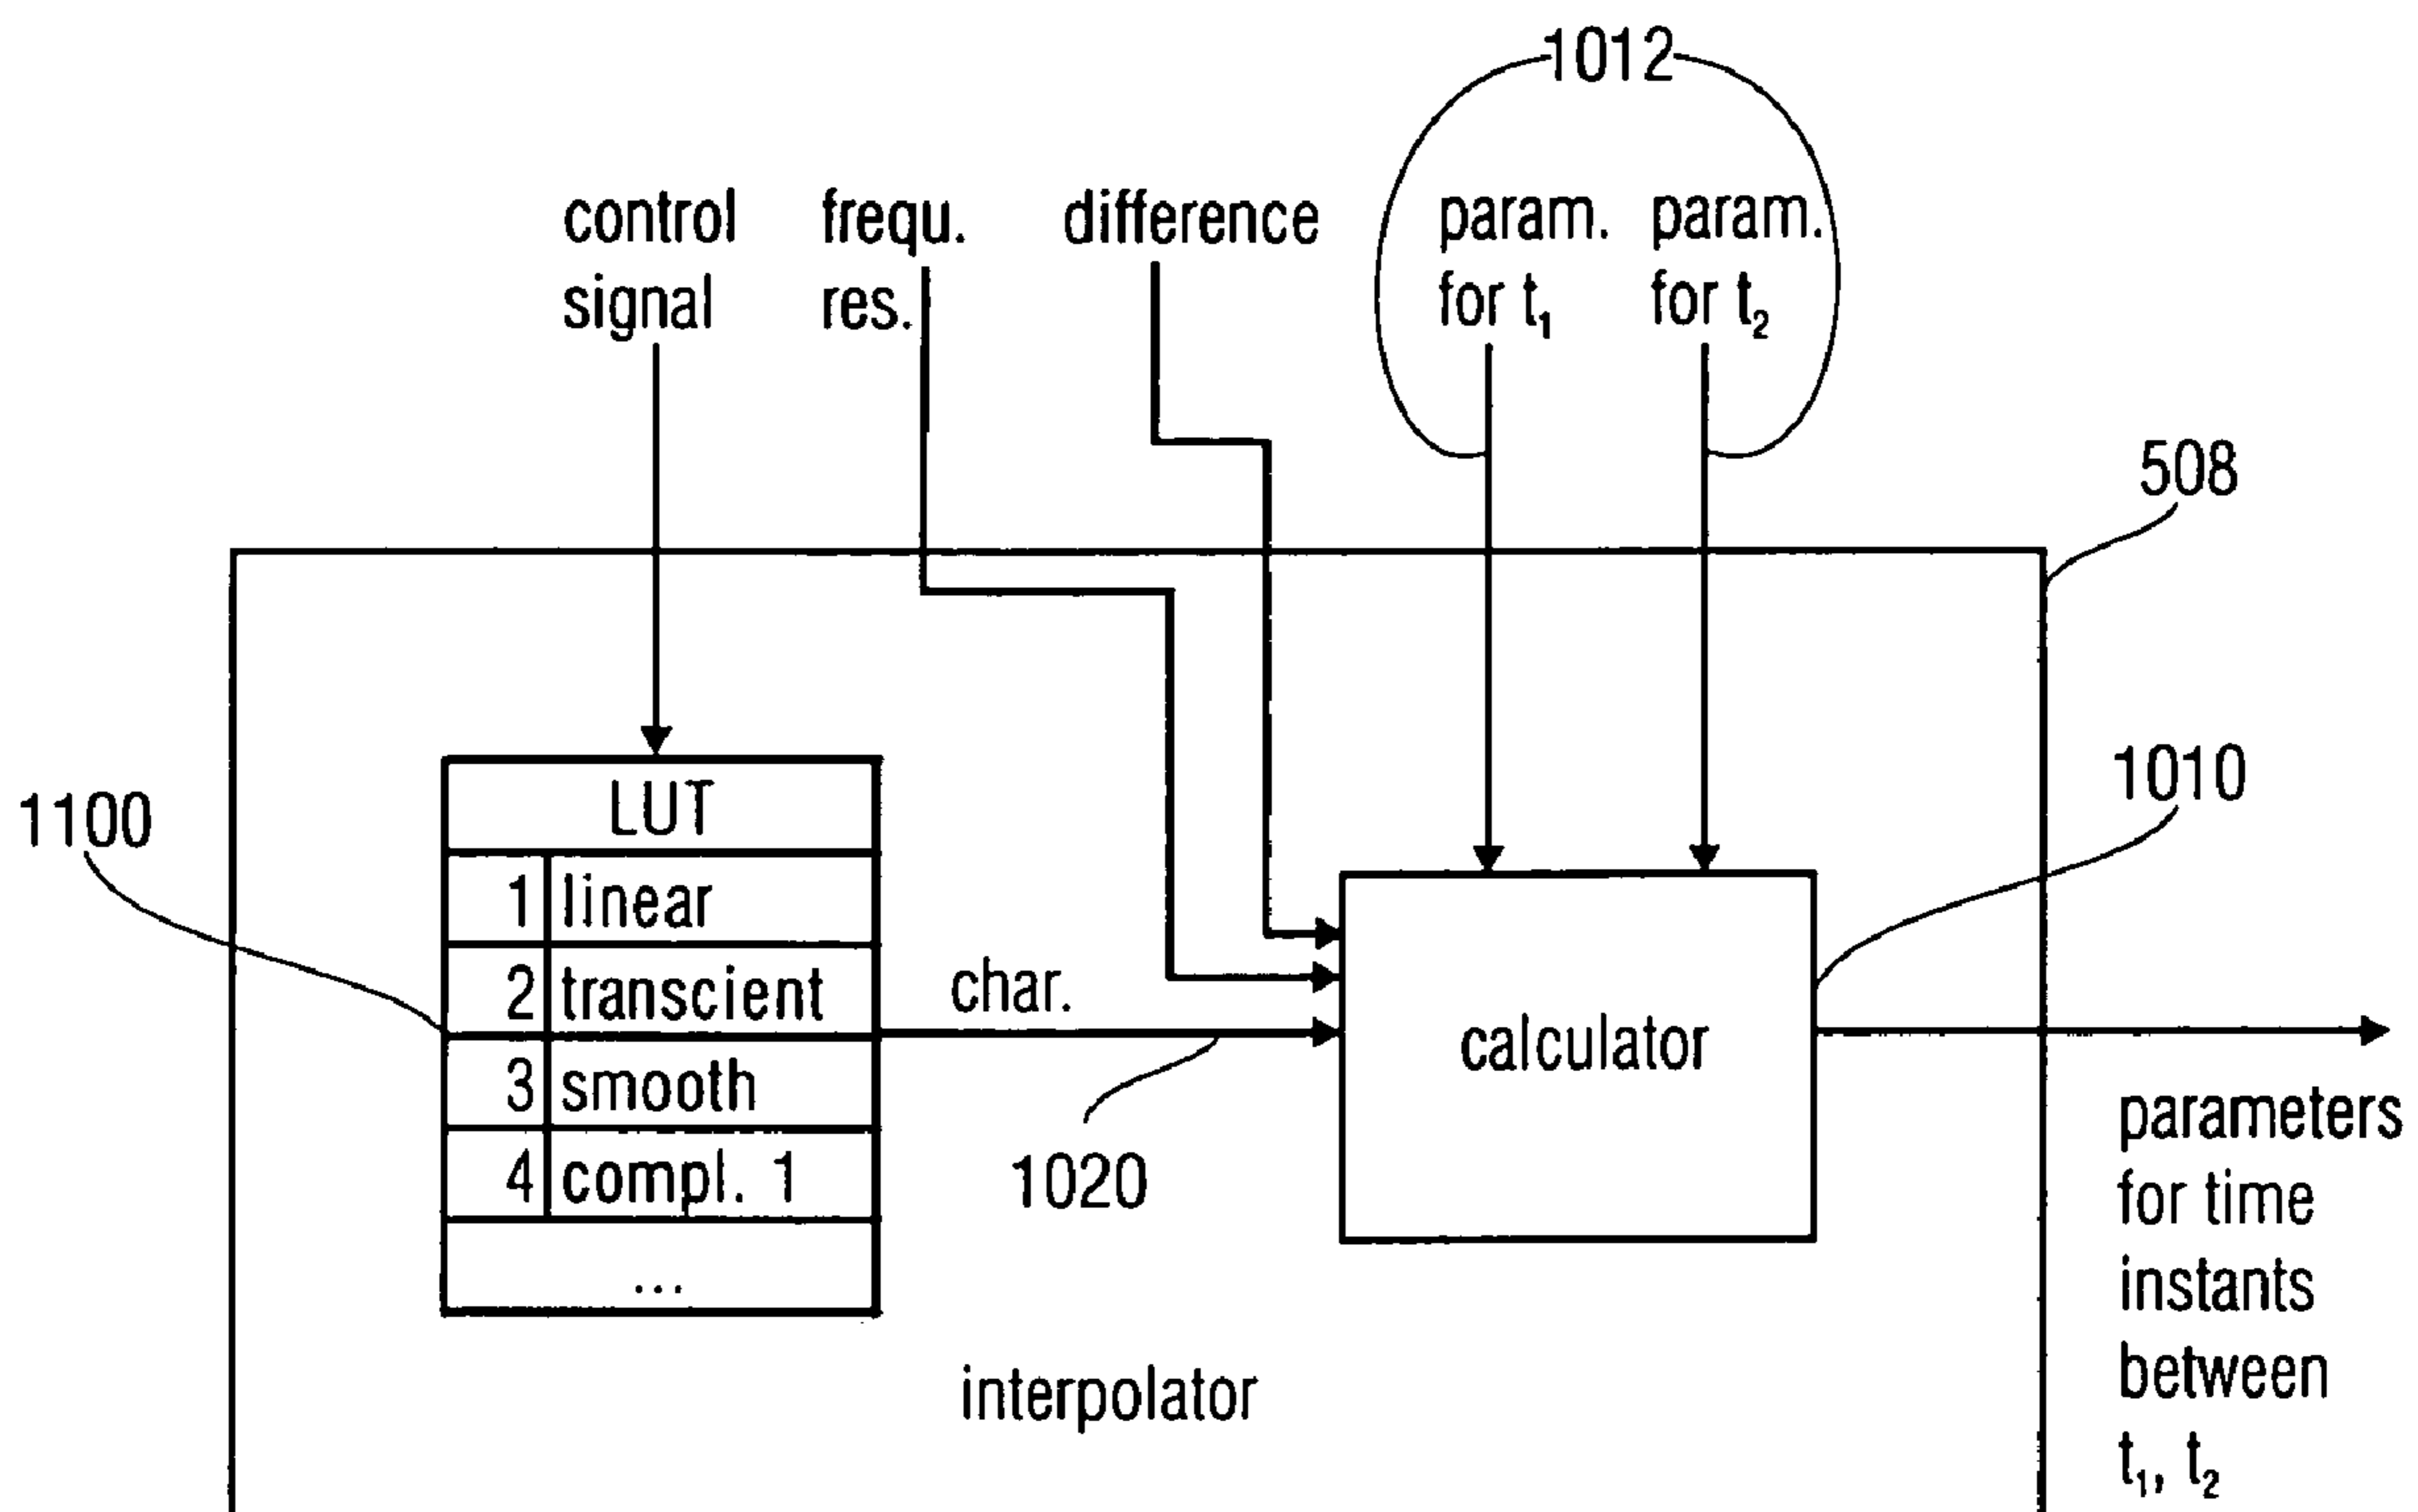 1012
control
signal
frequ.
res.
difference
param.
for t₁
param.
for t₂
508
1010
1100
LUT
1 linear
2 transcient
3 smooth
4 compl. 1
...
char.
1020
calculator
interpolator
parameters
for time
instants
between
t₁, t₂